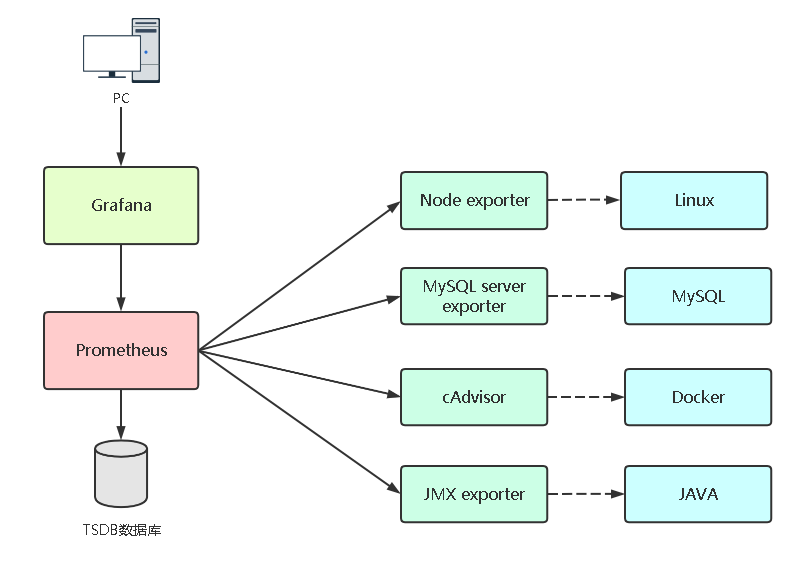 PC
Grafana
Prometheus
TSDB数据库
Node exporter
Linux
MySQL server
exporter
MySQL
cAdvisor
Docker
JMX exporter
JAVA